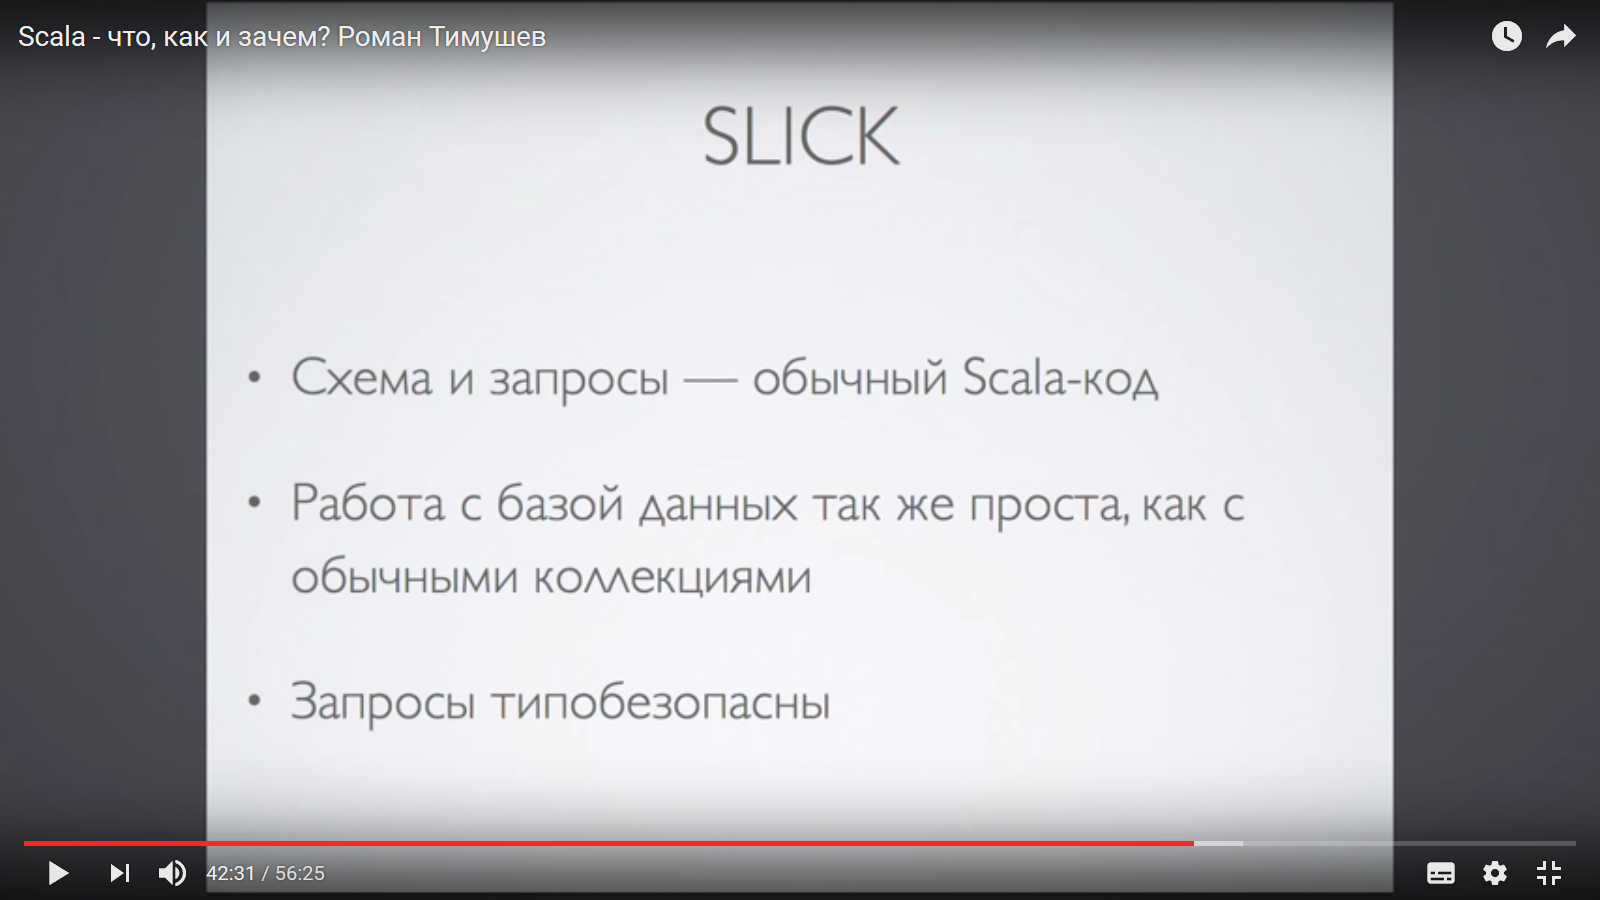 Scala - что, как и зачем? Роман Тимушев
SLICK
• Схема и запросы — обычный Scala-код
• Работа с базой данных так же проста, как с
обычными коллекциями
• Запросы типобезопасны
42:31 / 56:25